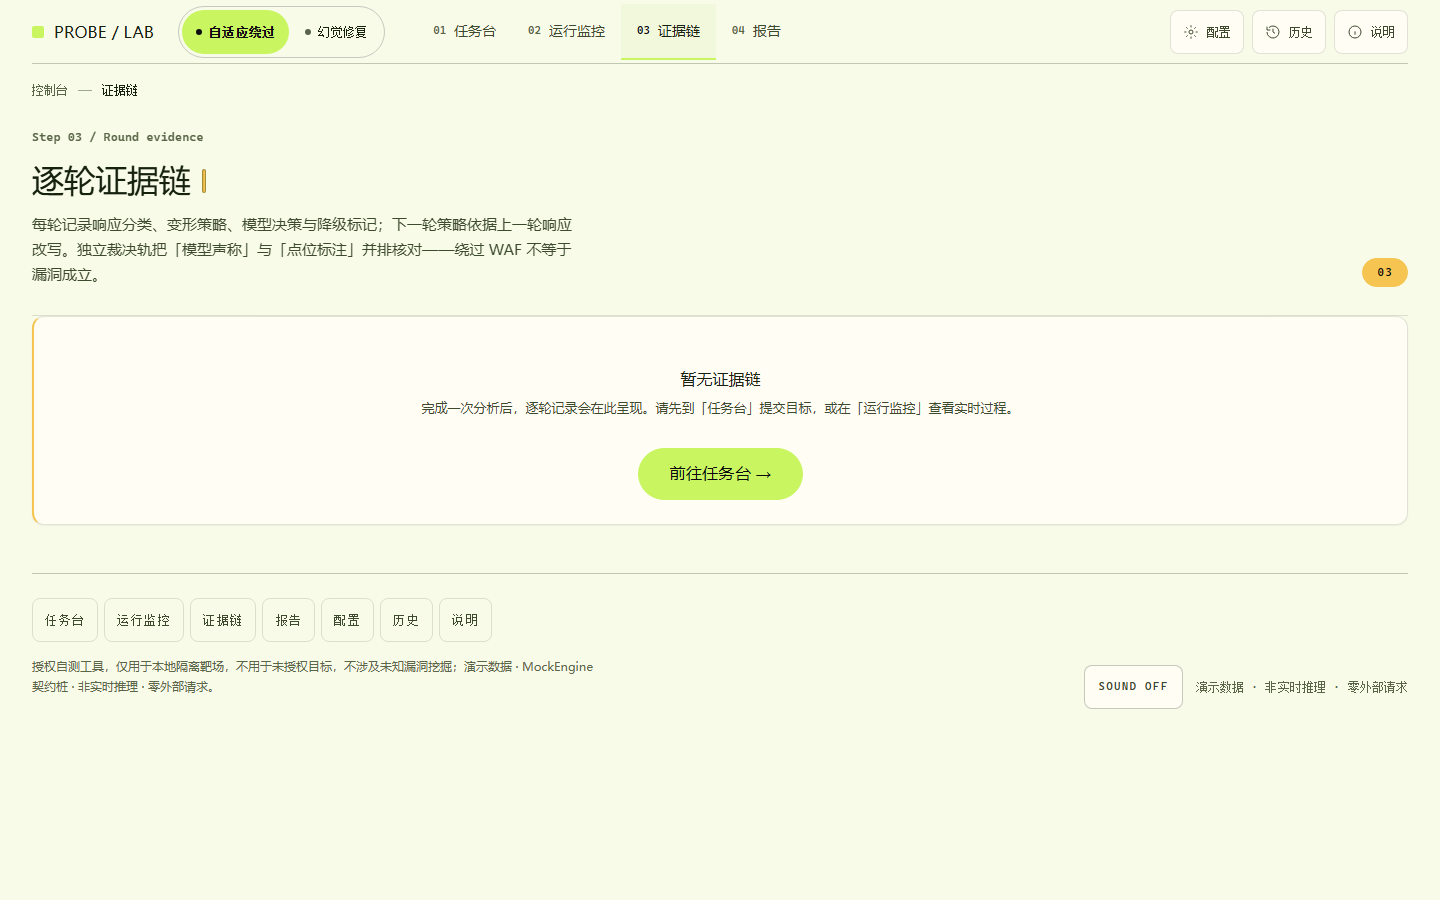 PROBE / LAB
自适应绕过
幻觉修复
01 任务台
02 运行监控
03 证据链
04 报告
配置
历史
说明
控制台 — 证据链
Step 03 / Round evidence
逐轮证据链
每轮记录响应分类、变形策略、模型决策与降级标记；下一轮策略依据上一轮响应
改写。独立裁决轨把「模型声称」与「点位标注」并排核对——绕过 WAF 不等于
漏洞成立。
03
暂无证据链
完成一次分析后，逐轮记录会在此呈现。请先到「任务台」提交目标，或在「运行监控」查看实时过程。
前往任务台 →
任务台
运行监控
证据链
报告
配置
历史
说明
授权自测工具，仅用于本地隔离靶场，不用于未授权目标，不涉及未知漏洞挖掘；演示数据 · MockEngine
契约桩 · 非实时推理 · 零外部请求。
SOUND OFF
演示数据 · 非实时推理 · 零外部请求